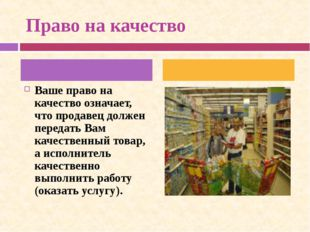 Право на качество
Ваше право на
качество означает,
что продавец должен
передать Вам
качественный товар,
а исполнитель
качественно
выполнить работу
(оказать услугу).